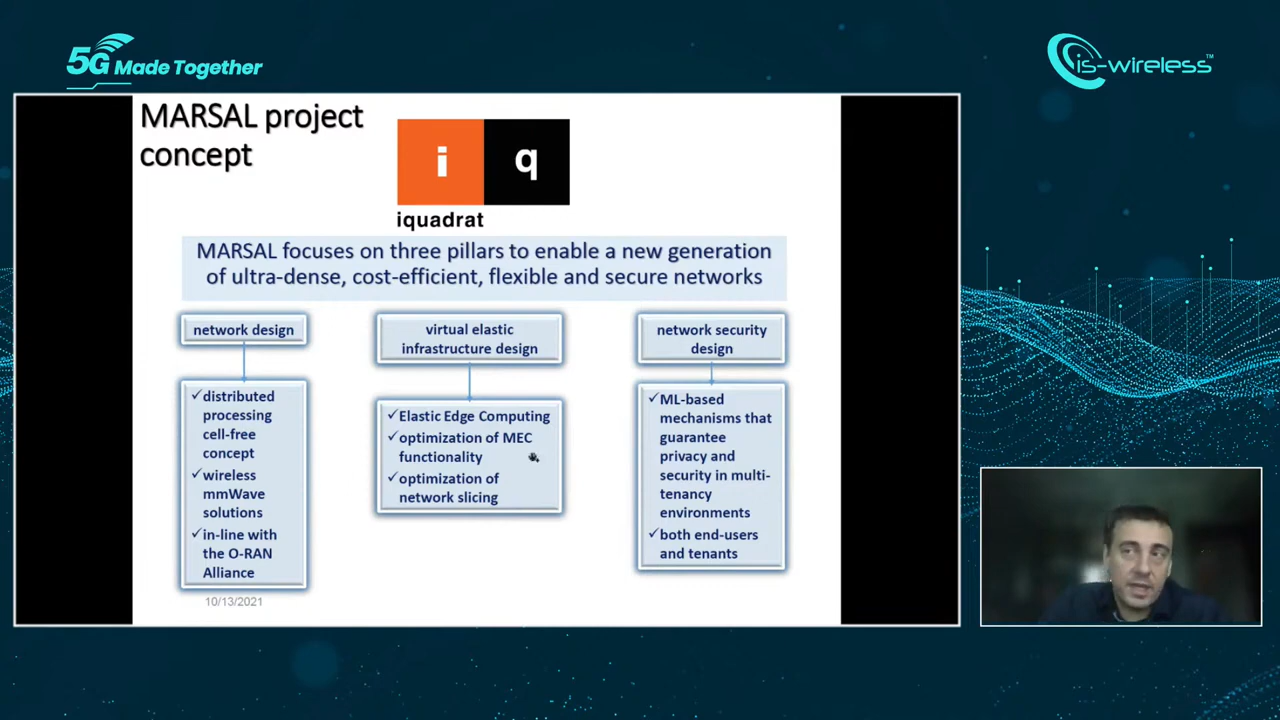 5G Made Together
is-wireless™
MARSAL project
concept
i q
iquadrat
MARSAL focuses on three pillars to enable a new generation
of ultra-dense, cost-efficient, flexible and secure networks
network design
✓distributed
processing
cell-free
concept
✓wireless
mmWave
solutions
✓in-line with
the O-RAN
Alliance
virtual elastic
infrastructure design
✓Elastic Edge Computing
✓optimization of MEC
functionality
✓optimization of
network slicing
network security
design
✓ML-based
mechanisms that
guarantee
privacy and
security in multi-
tenancy
environments
✓both end-users
and tenants
10/13/2021